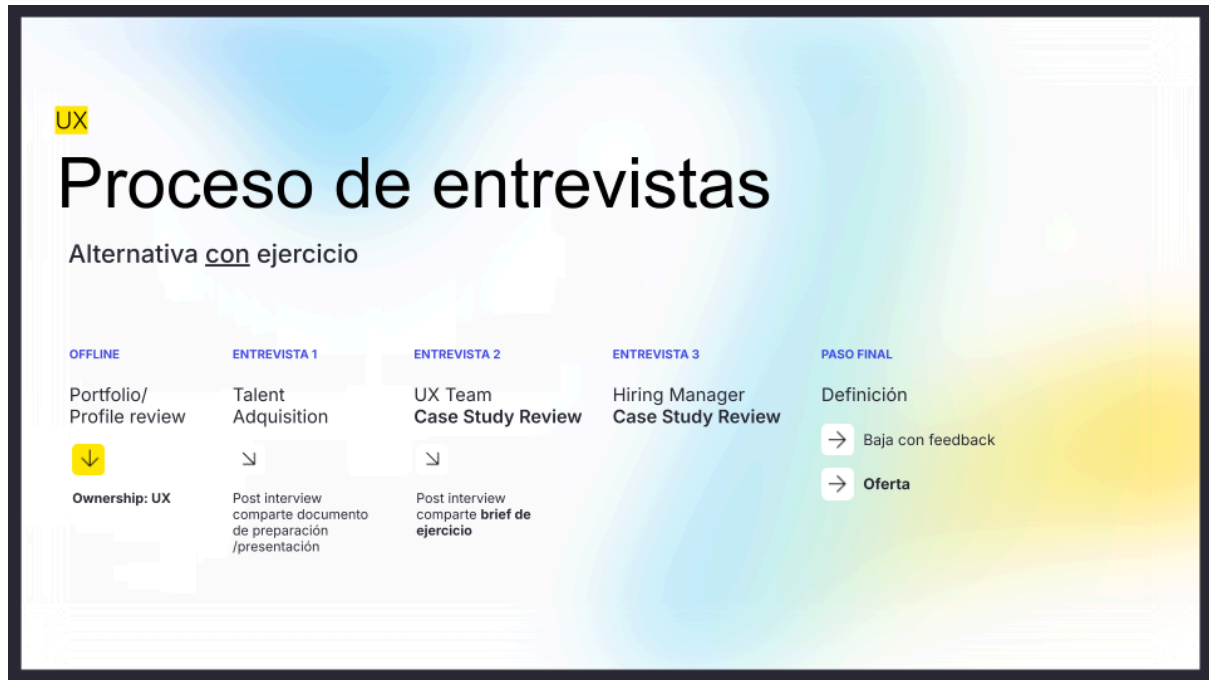 UX
Proceso de entrevistas
Alternativa con ejercicio
OFFLINE
Portfolio/
Profile review
Ownership: UX
ENTREVISTA 1
Talent
Adquisition
Post interview
comparte documento
de preparación
/presentación
ENTREVISTA 2
UX Team
Case Study Review
Post interview
comparte brief de
ejercicio
ENTREVISTA 3
Hiring Manager
Case Study Review
PASO FINAL
Definición
Baja con feedback
Oferta